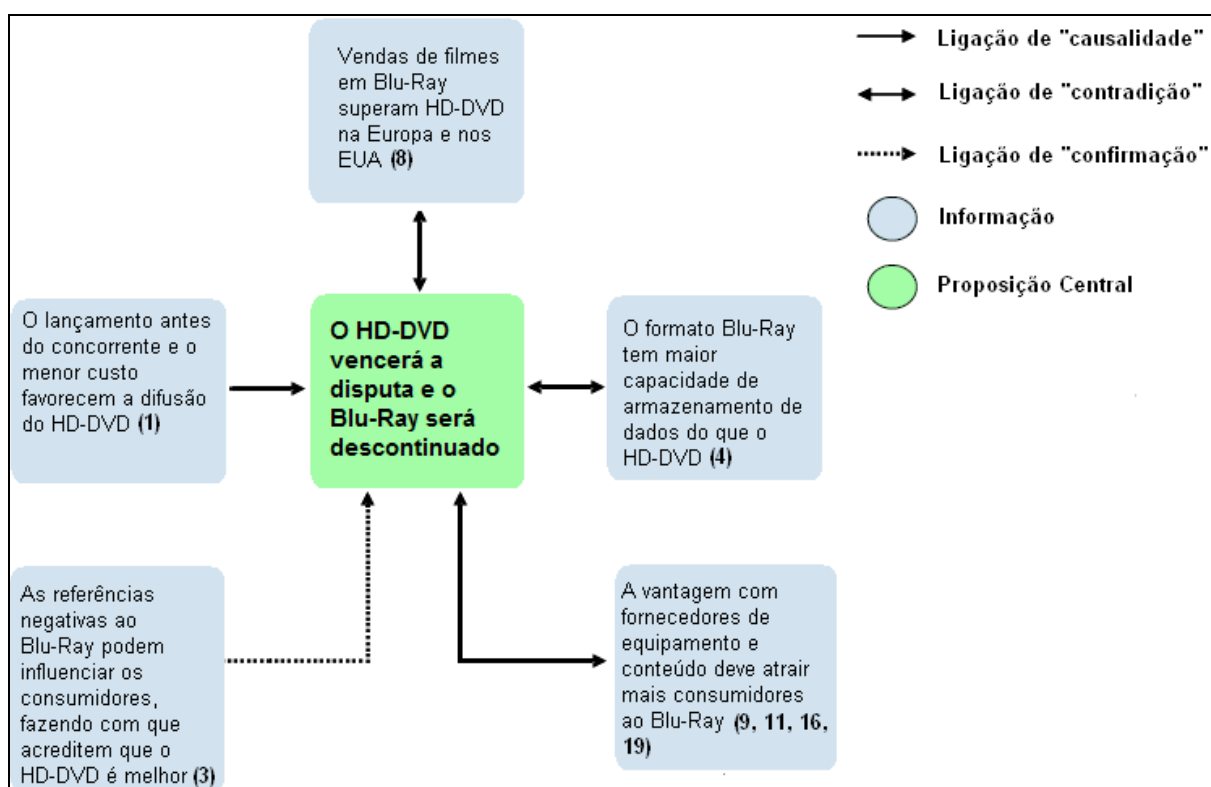 Vendas de filmes
em Blu-Ray
superam HD-DVD
na Europa e nos
EUA (8)
Ligação de "causalidade"
Ligação de "contradição"
Ligação de "confirmação"
Informação
Proposição Central
O lançamento antes
do concorrente e o
menor custo
favorecem a difusão
do HD-DVD (1)
O HD-DVD
vencerá a
disputa e o
Blu-Ray será
descontinuado
O formato Blu-Ray
tem maior
capacidade de
armazenamento de
dados do que o
HD-DVD (4)
As referências
negativas ao
Blu-Ray podem
influenciar os
consumidores,
fazendo com que
acreditem que o
HD-DVD é melhor (3)
A vantagem com
fornecedores de
equipamento e
conteúdo deve atrair
mais consumidores
ao Blu-Ray (9, 11, 16,
19)